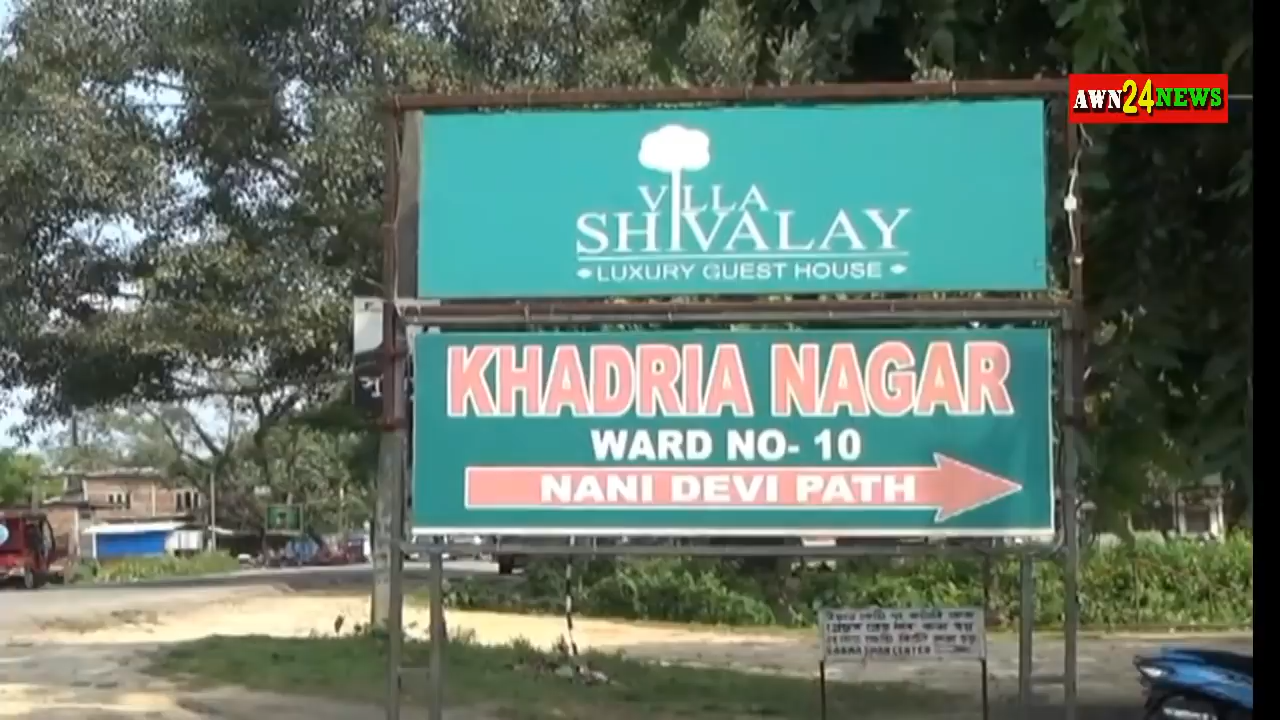 AWN24NEWS
VILLA
SHIVALAY
LUXURY GUEST HOUSE
KHADRIA NAGAR
WARD NO- 10
NANI DEVI PATH